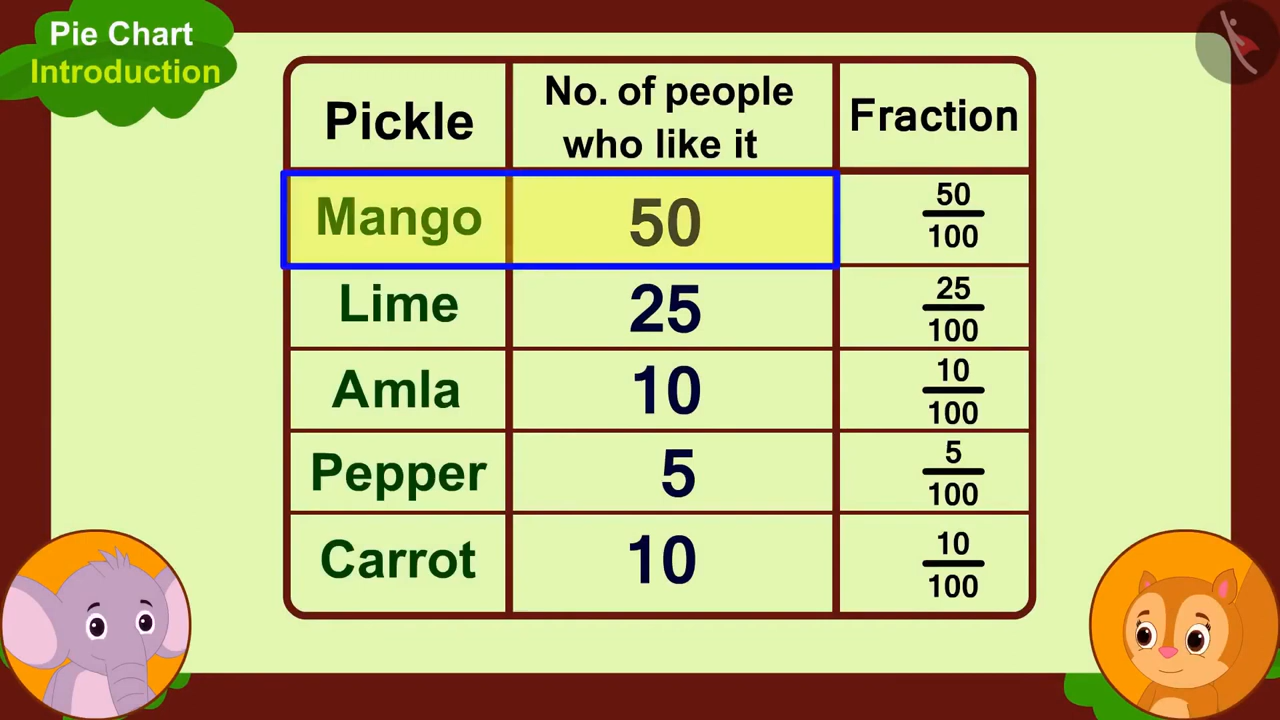 Pie Chart
Introduction
Pickle
No. of people
who like it
Fraction
Mango
50
50
100
Lime
25
25
100
Amla
10
10
100
Pepper
5
5
100
Carrot
10
10
100